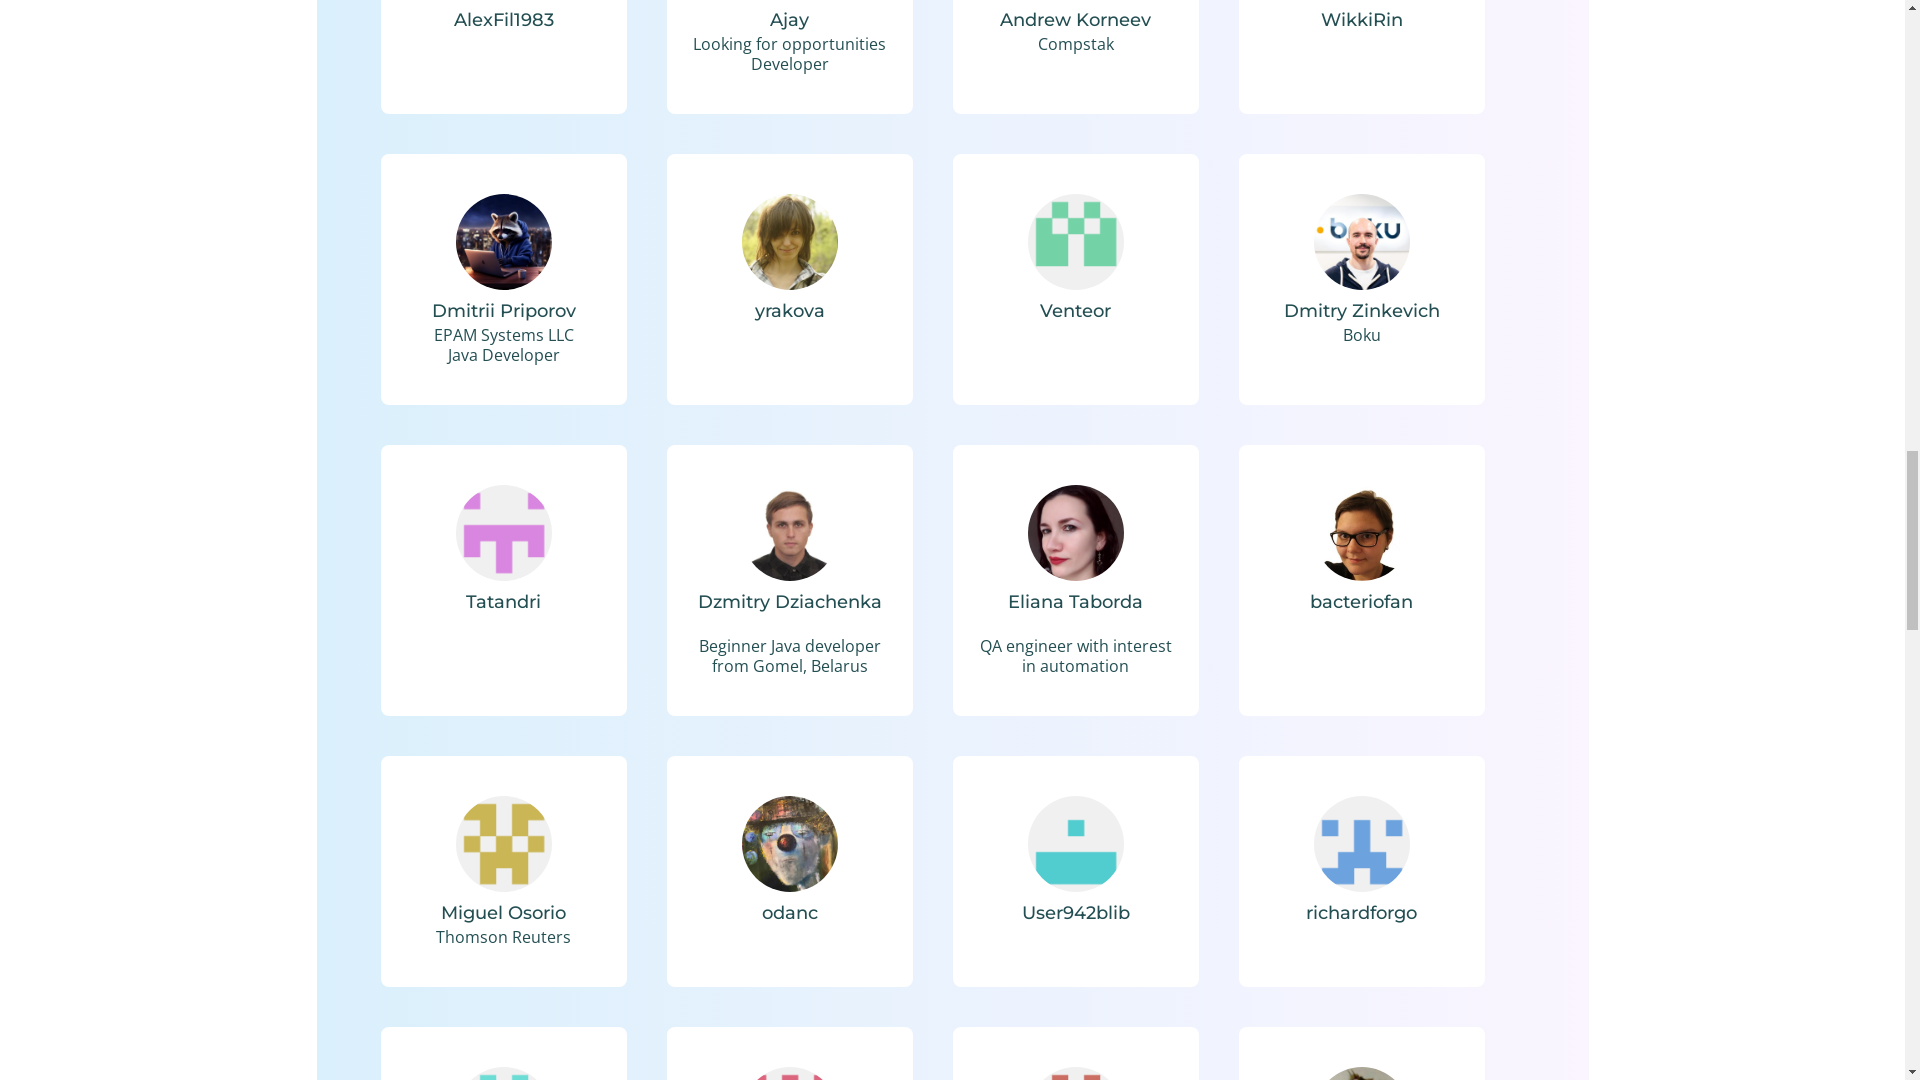 AlexFil1983
Ajay
Looking for opportunities
Developer
Andrew Korneev
Compstak
WikkiRin
Dmitrii Priporov
EPAM Systems LLC
Java Developer
yrakova
Venteor
boku
Dmitry Zinkevich
Boku
Tatandri
Dzmitry Dziachenka
Beginner Java developer
from Gomel, Belarus
Eliana Taborda
QA engineer with interest
in automation
bacteriofan
Miguel Osorio
Thomson Reuters
odanc
User942blib
richardforgo